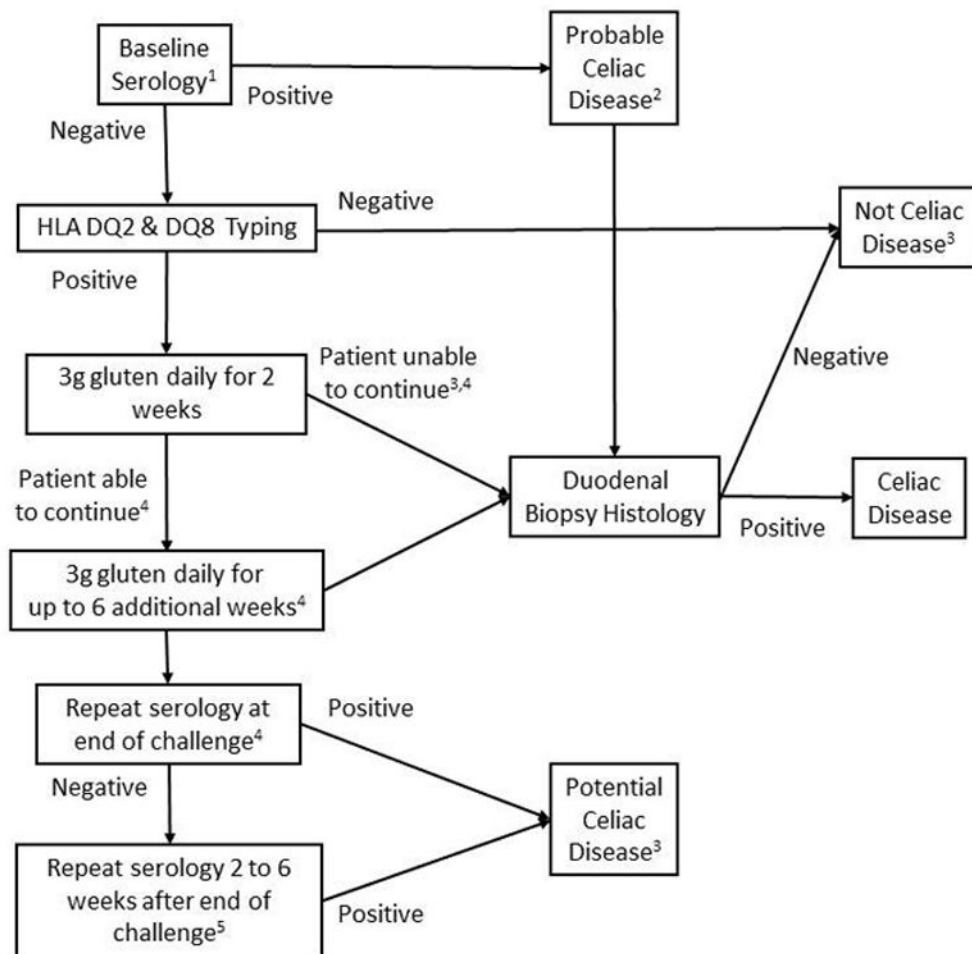 Baseline
Serology¹
Positive
Probable
Celiac
Disease²
Negative
HLA DQ2 & DQ8 Typing
Negative
Not Celiac
Disease³
Positive
3g gluten daily for 2
weeks
Patient unable
to continue³,⁴
Negative
Patient able
to continue⁴
Duodenal
Biopsy Histology
Positive
Celiac
Disease
3g gluten daily for
up to 6 additional weeks⁴
Repeat serology at
end of challenge⁴
Positive
Negative
Potential
Celiac
Disease³
Repeat serology 2 to 6
weeks after end of
challenge⁵
Positive